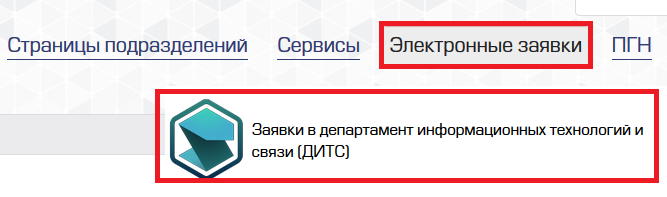 Страницы подразделений Сервисы Электронные заявки ПГН
Заявки в департамент информационных технологий и
связи (ДИТС)